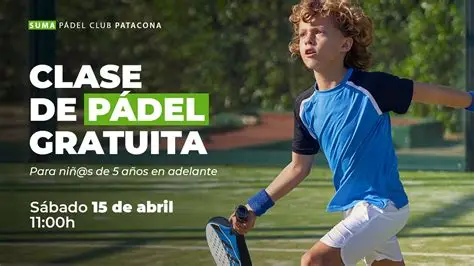 SUMA PÁDEL CLUB PATACONA
CLASE
DE PÁDEL
GRATUITA
Para niñ@s de 5 años en adelante
Sábado 15 de abril
11:00h